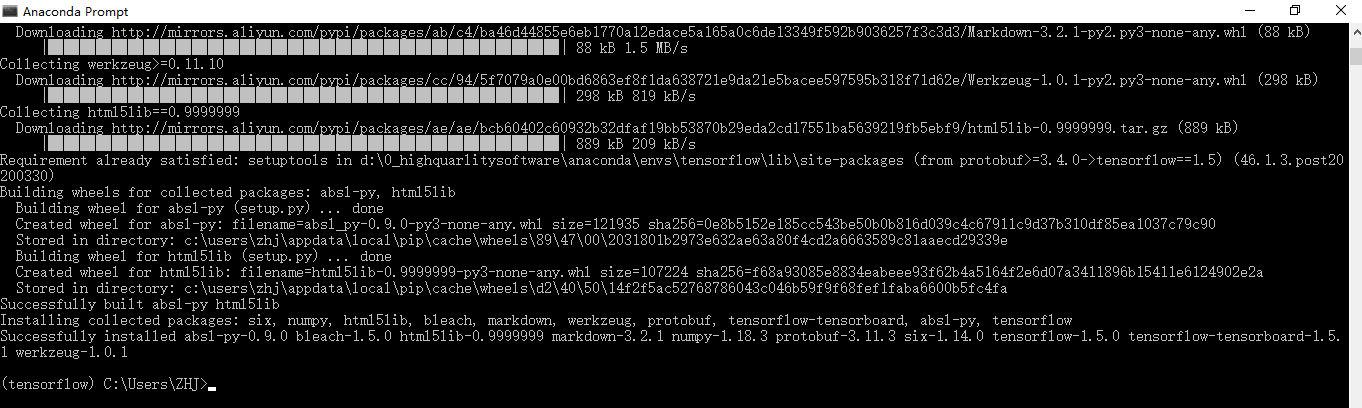 Anaconda Prompt
Downloading http://mirrors.aliyun.com/pypi/packages/ab/c4/ba46d44855e6eb1770a12edace5a165a0c6de13349f592b9036257f3c3d3/Markdown-3.2.1-py2.py3-none-any.whl (88 kB)
| 88 kB 1.5 MB/s
Collecting werkzeug>=0.11.10
Downloading http://mirrors.aliyun.com/pypi/packages/cc/94/5f7079a0e00bd6863ef8f1da638721e9da21e5bacee597595b318f71d62e/Werkzeug-1.0.1-py2.py3-none-any.whl (298 kB)
| 298 kB 819 kB/s
Collecting html5lib==0.9999999
Downloading http://mirrors.aliyun.com/pypi/packages/ae/ae/bcb60402c60932b32dfaf19bb53870b29eda2cd17551ba5639219fb5ebf9/html5lib-0.9999999.tar.gz (889 kB)
| 889 kB 209 kB/s
Requirement already satisfied: setuptools in d:\0_highquarlitysoftware\anaconda\envs\tensorflow\lib\site-packages (from protobuf>=3.4.0->tensorflow==1.5) (46.1.3.post20
200330)
Building wheels for collected packages: absl-py, html5lib
Building wheel for absl-py (setup.py) ... done
Created wheel for absl-py: filename=absl_py-0.9.0-py3-none-any.whl size=121935 sha256=0e8b5152e185cc543be50b0b816d039c4c67911c9d37b310df85ea1037c79c90
Stored in directory: c:\users\zhj\appdata\local\pip\cache\wheels\89\47\00\2031801b2973e632ae63a80f4cd2a6663589c81aaecd29339e
Building wheel for html5lib (setup.py) ... done
Created wheel for html5lib: filename=html5lib-0.9999999-py3-none-any.whl size=107224 sha256=f68a93085e8834eabeee93f62b4a5164f2e6d07a3411896b15411e6124902e2a
Stored in directory: c:\users\zhj\appdata\local\pip\cache\wheels\d2\40\50\14f2f5ac52768786043c046b59f9f68fef1faba6600b5fc4fa
Successfully built absl-py html5lib
Installing collected packages: six, numpy, html5lib, bleach, markdown, werkzeug, protobuf, tensorflow-tensorboard, absl-py, tensorflow
Successfully installed absl-py-0.9.0 bleach-1.5.0 html5lib-0.9999999 markdown-3.2.1 numpy-1.18.3 protobuf-3.11.3 six-1.14.0 tensorflow-1.5.0 tensorflow-tensorboard-1.5.
1 werkzeug-1.0.1
(tensorflow) C:\Users\ZHJ>